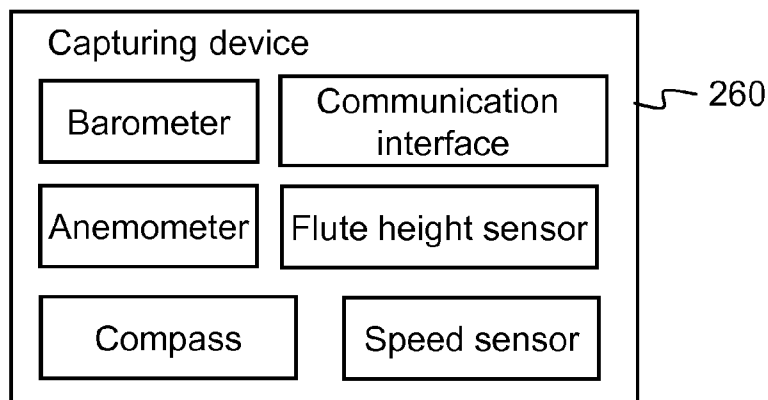 Capturing device
Barometer
Communication
interface
260
Anemometer
Flute height sensor
Compass
Speed sensor